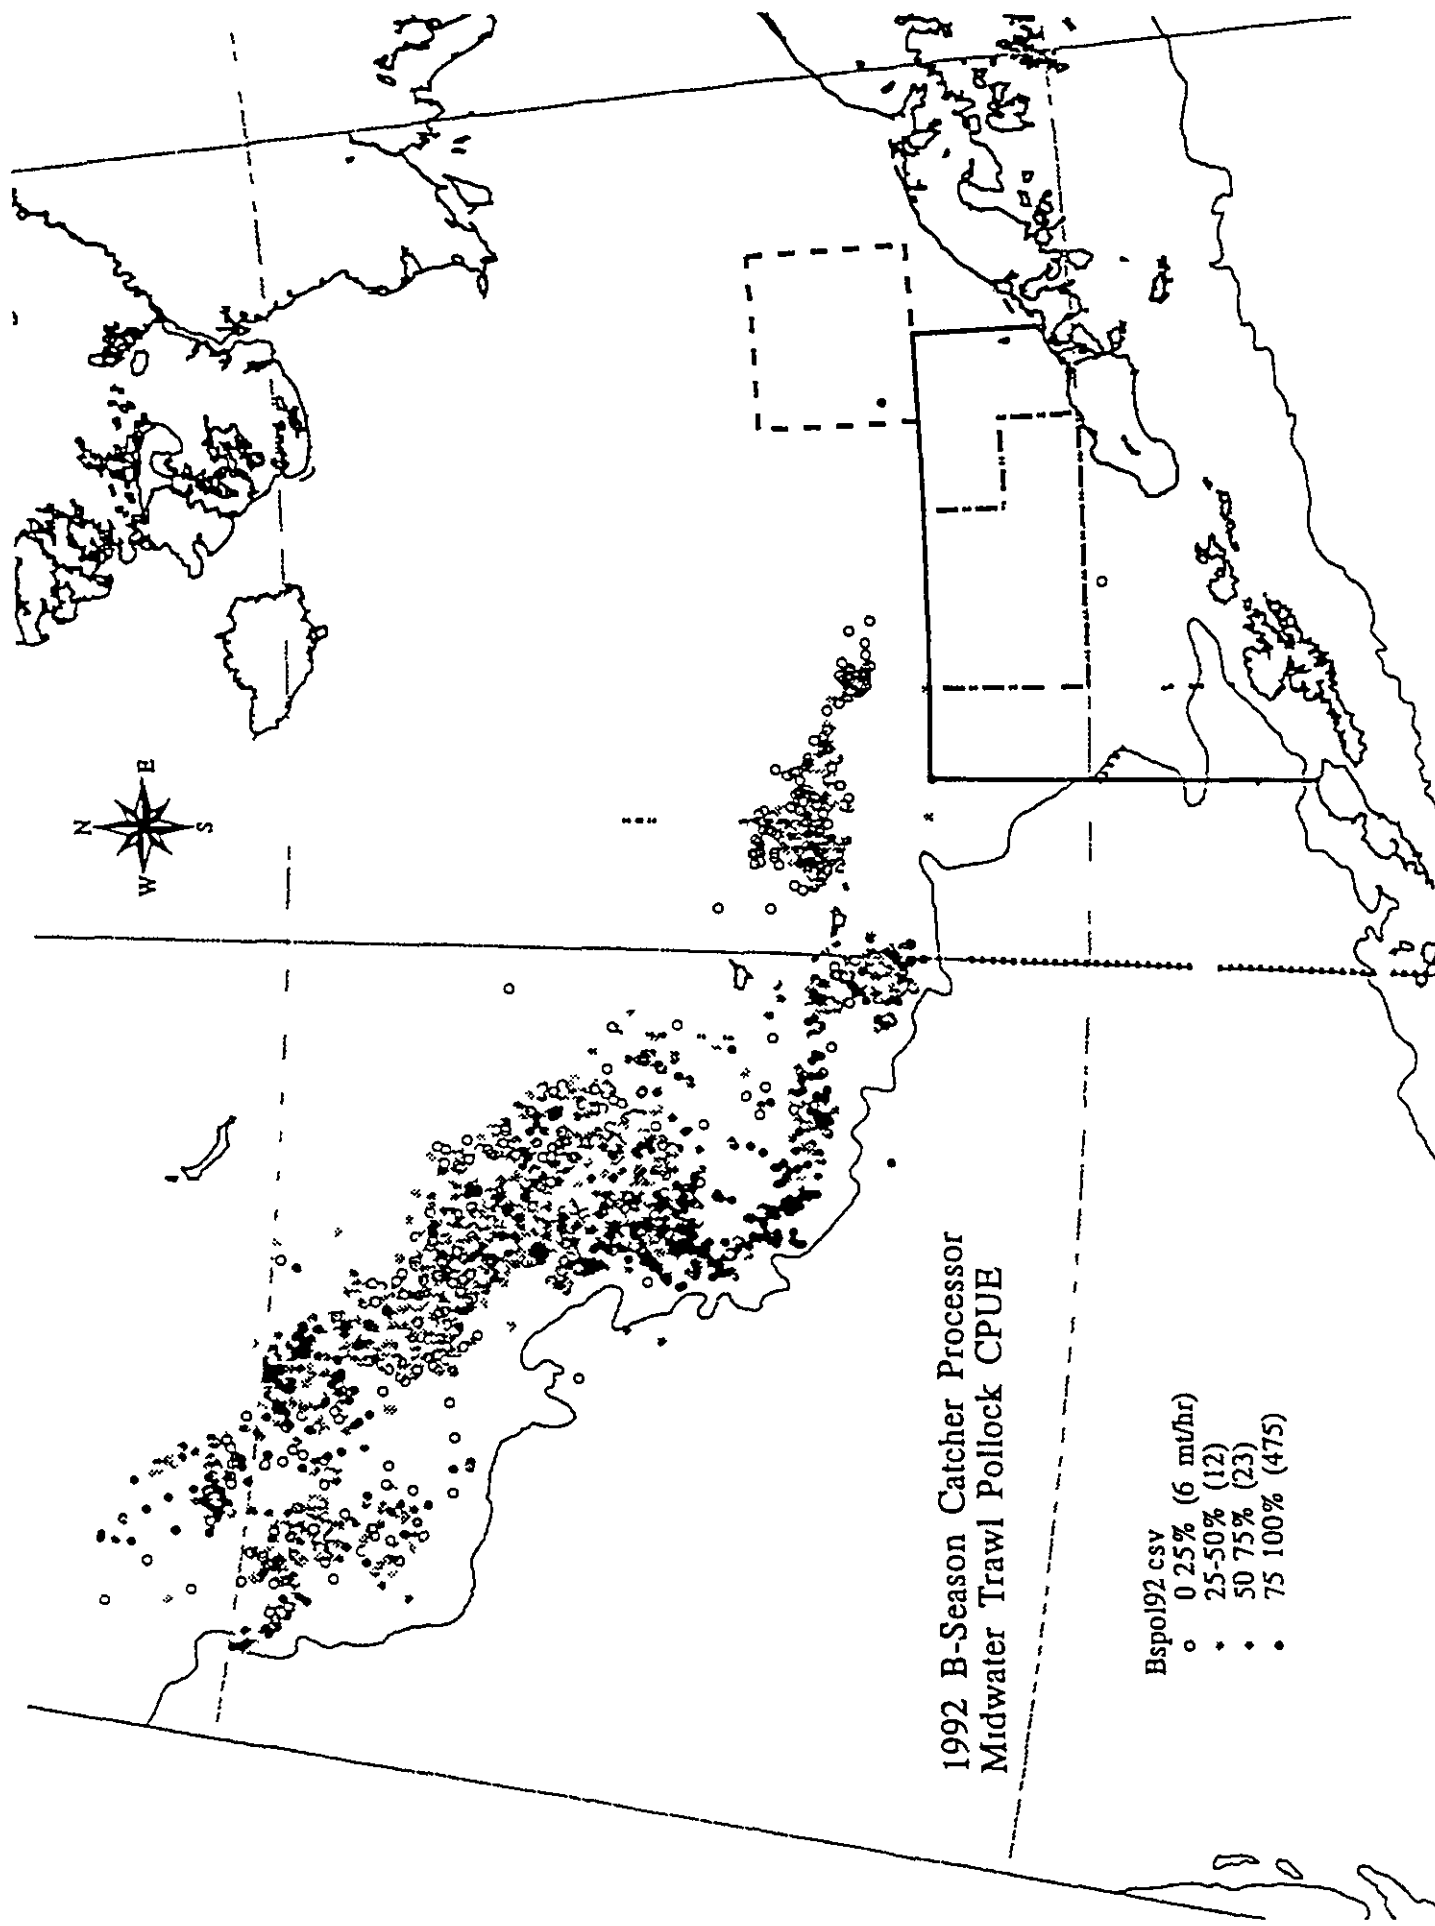 N
W
E
S
1992 B-Season Catcher Processor
Midwater Trawl Pollock CPUE
Bspol92 csv
0 25% (6 mt/hr)
25-50% (12)
50 75% (23)
75 100% (475)